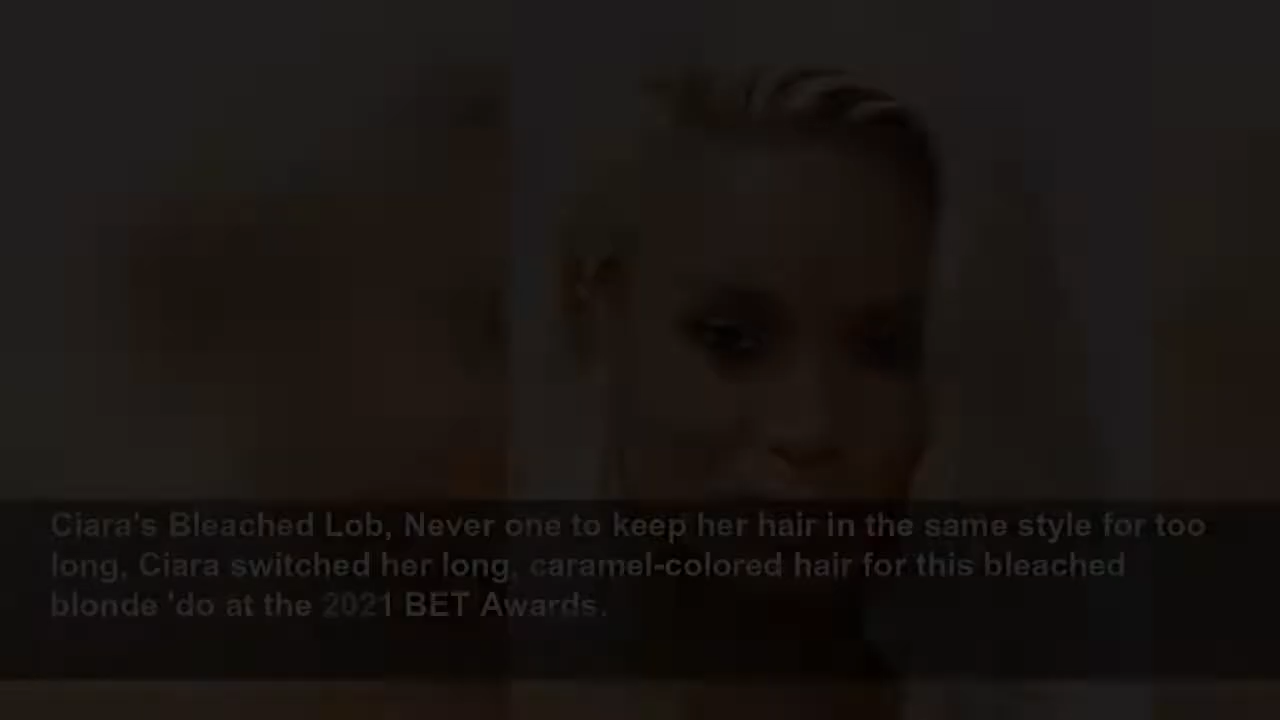 Ciara's Bleached Lob, Never one to keep her hair in the same style for too
long, Ciara switched her long, caramel-colored hair for this bleached
blonde 'do at the 2021 BET Awards.